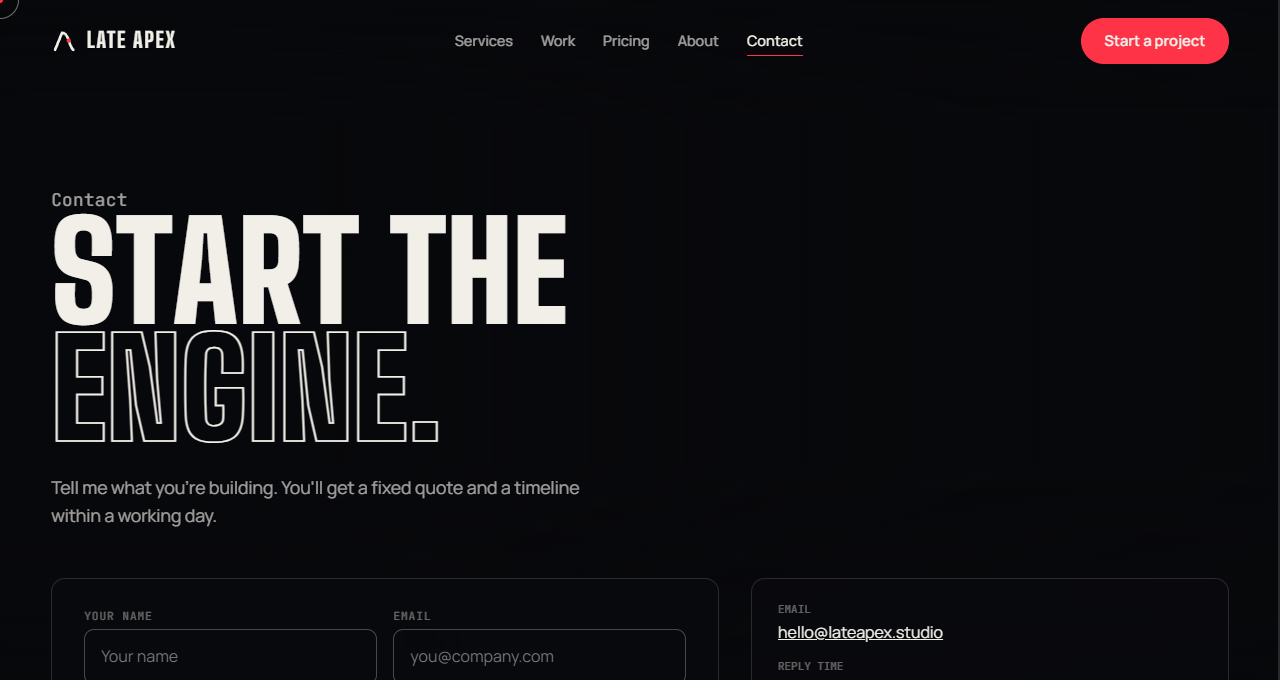 LATE APEX
Services
Work
Pricing
About
Contact
Start a project
Contact
START THE
ENGINE.
Tell me what you're building. You'll get a fixed quote and a timeline
within a working day.
YOUR NAME
Your name
EMAIL
you@company.com
EMAIL
hello@lateapex.studio
REPLY TIME